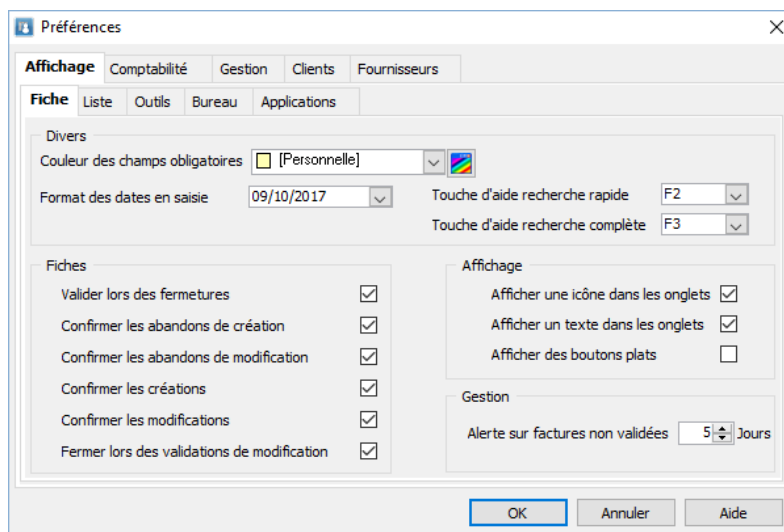 Préférences
Affichage Comptabilité Gestion Clients Fournisseurs
Fiche Liste Outils Bureau Applications
Divers
Couleur des champs obligatoires [Personnelle]
Format des dates en saisie 09/10/2017 Touche d'aide recherche rapide F2
Touche d'aide recherche complète F3
Fiches Affichage
Valider lors des fermetures Afficher une icône dans les onglets
Confirmer les abandons de création Afficher un texte dans les onglets
Confirmer les abandons de modification Afficher des boutons plats
Confirmer les créations Gestion
Confirmer les modifications Alerte sur factures non validées 5 Jours
Fermer lors des validations de modification
OK Annuler Aide